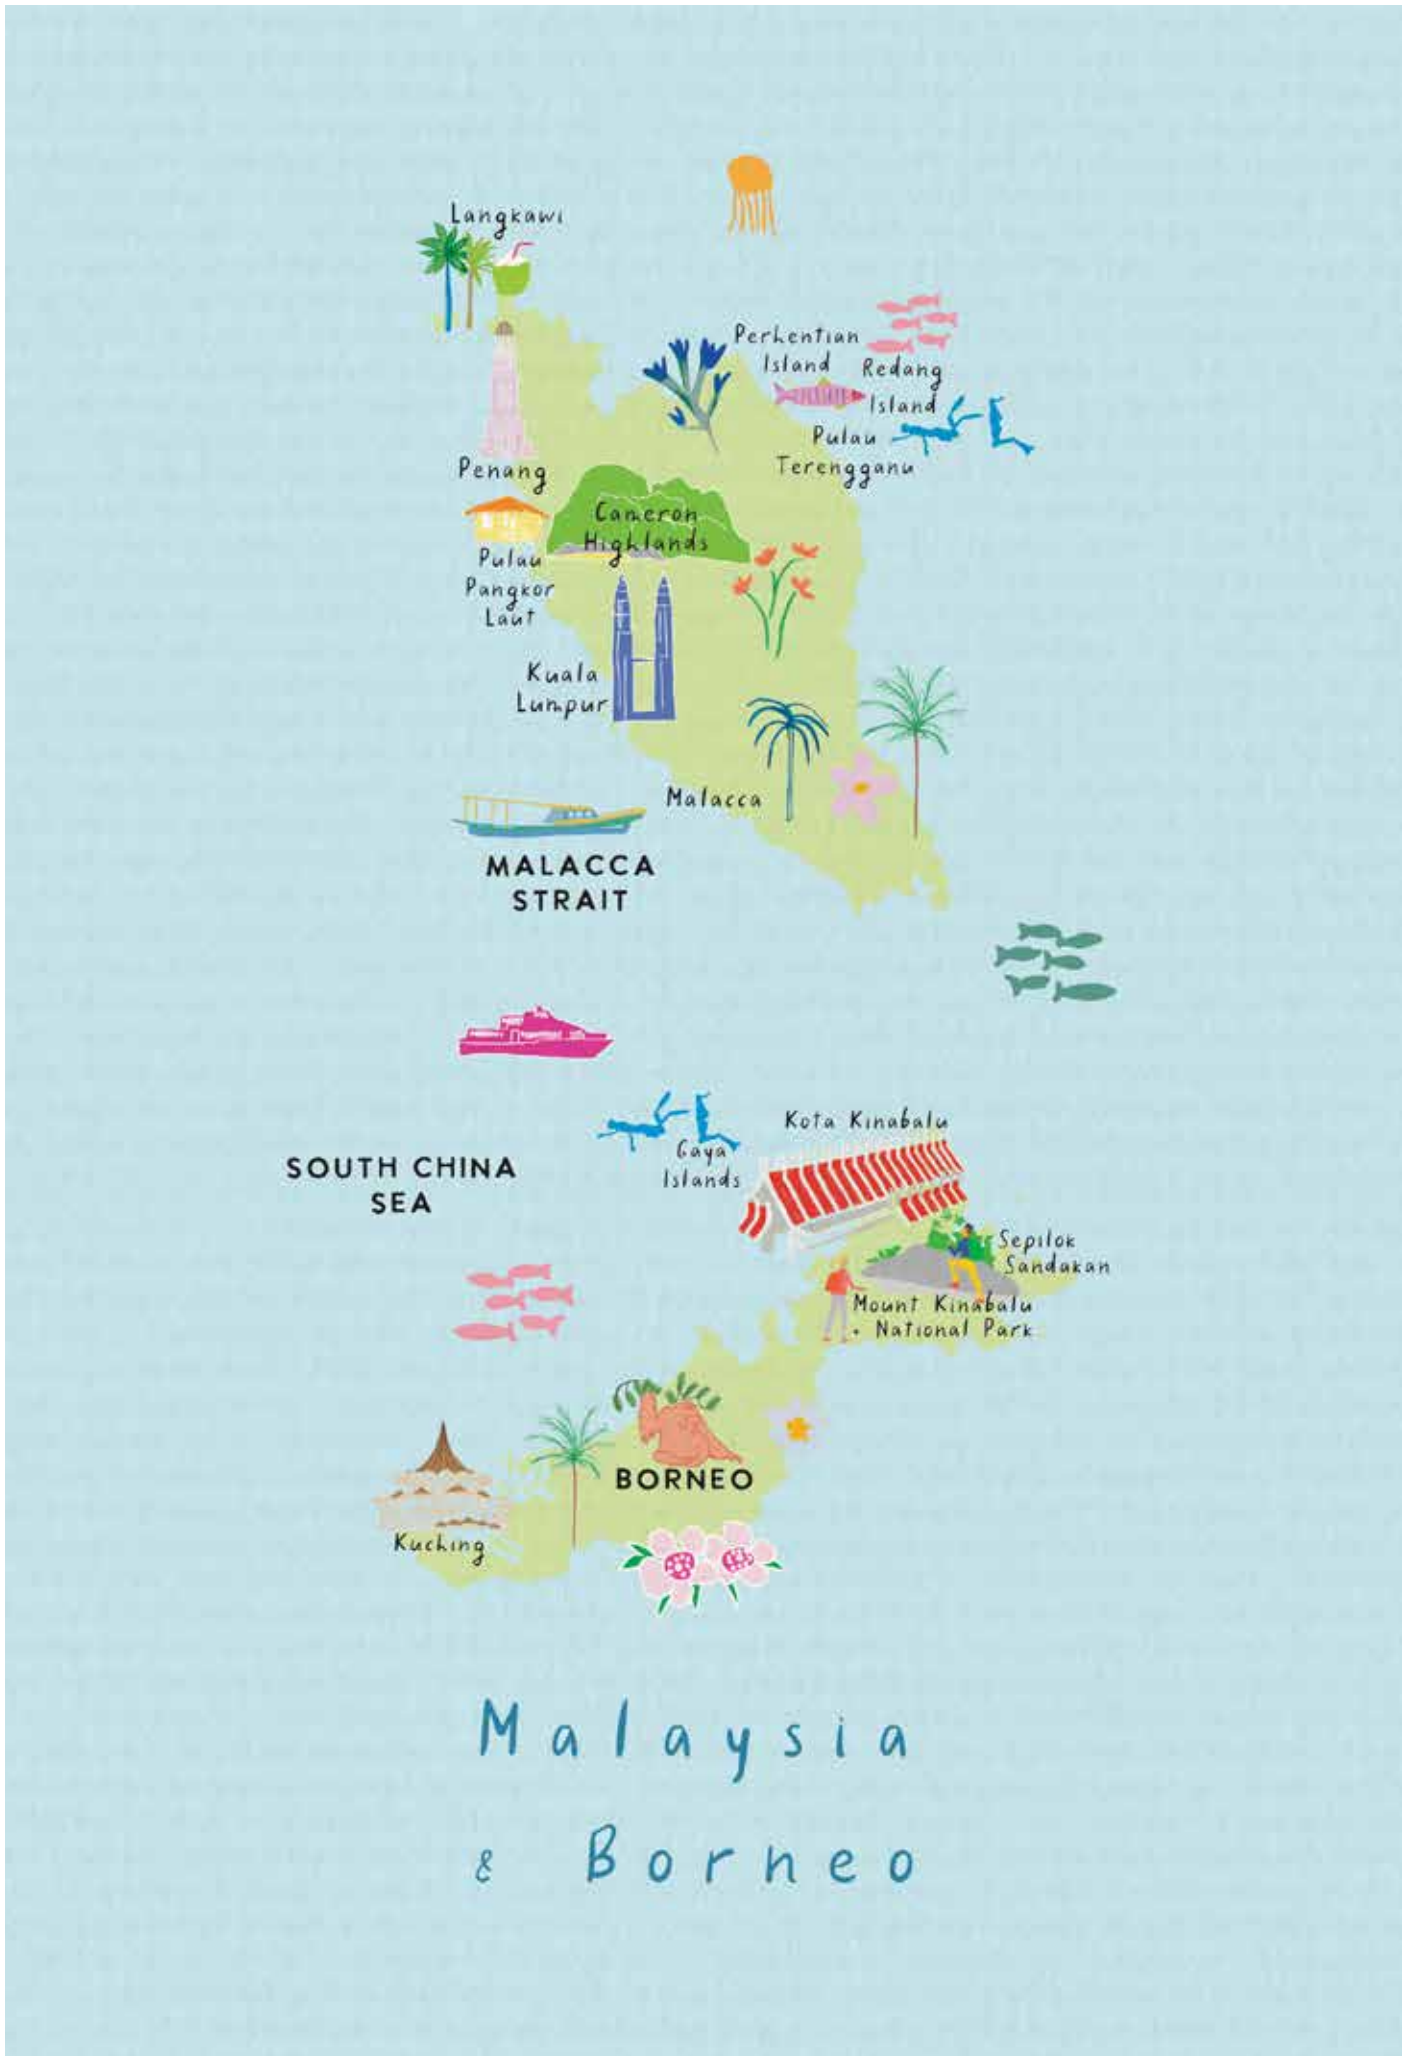 Langkawi
Perhentian
Island
Redang
Island
Pulau
Terengganu
Penang
Cameron
Highlands
Pulau
Pangkor
Laut
Kuala
Lumpur
Malacca
MALACCA
STRAIT
Kota Kinabalu
Gaya
Islands
SOUTH CHINA
SEA
Sepilok
Sandakan
Mount Kinabalu
+ National Park
BORNEO
Kuching
Malaysia
& Borneo